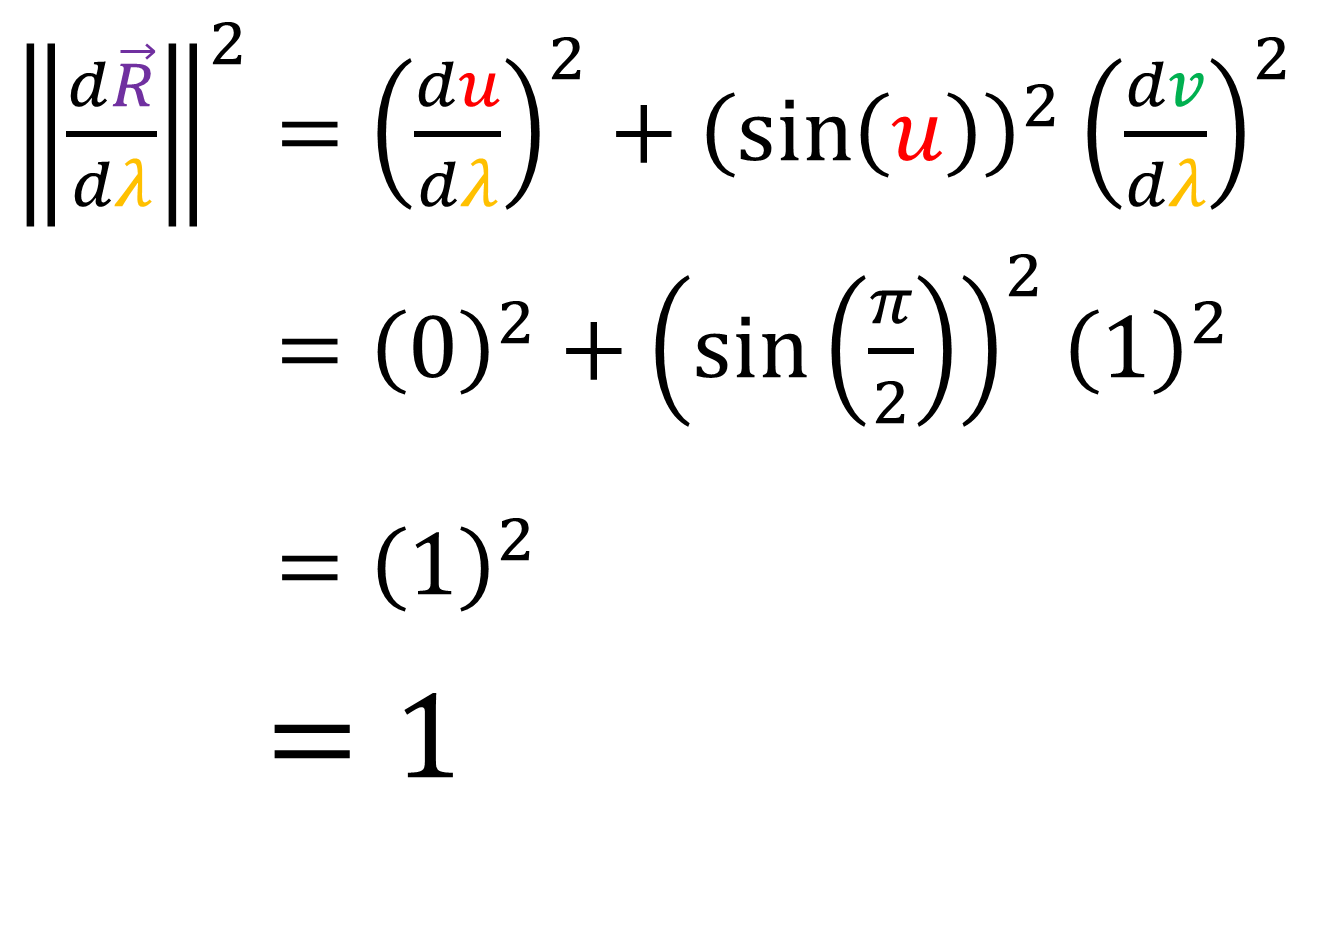 ‖d\vec{R}/dλ‖² = (du/dλ)² + (sin(u))² (dv/dλ)²
= (0)² + (sin(π/2))² (1)²
= (1)²
= 1